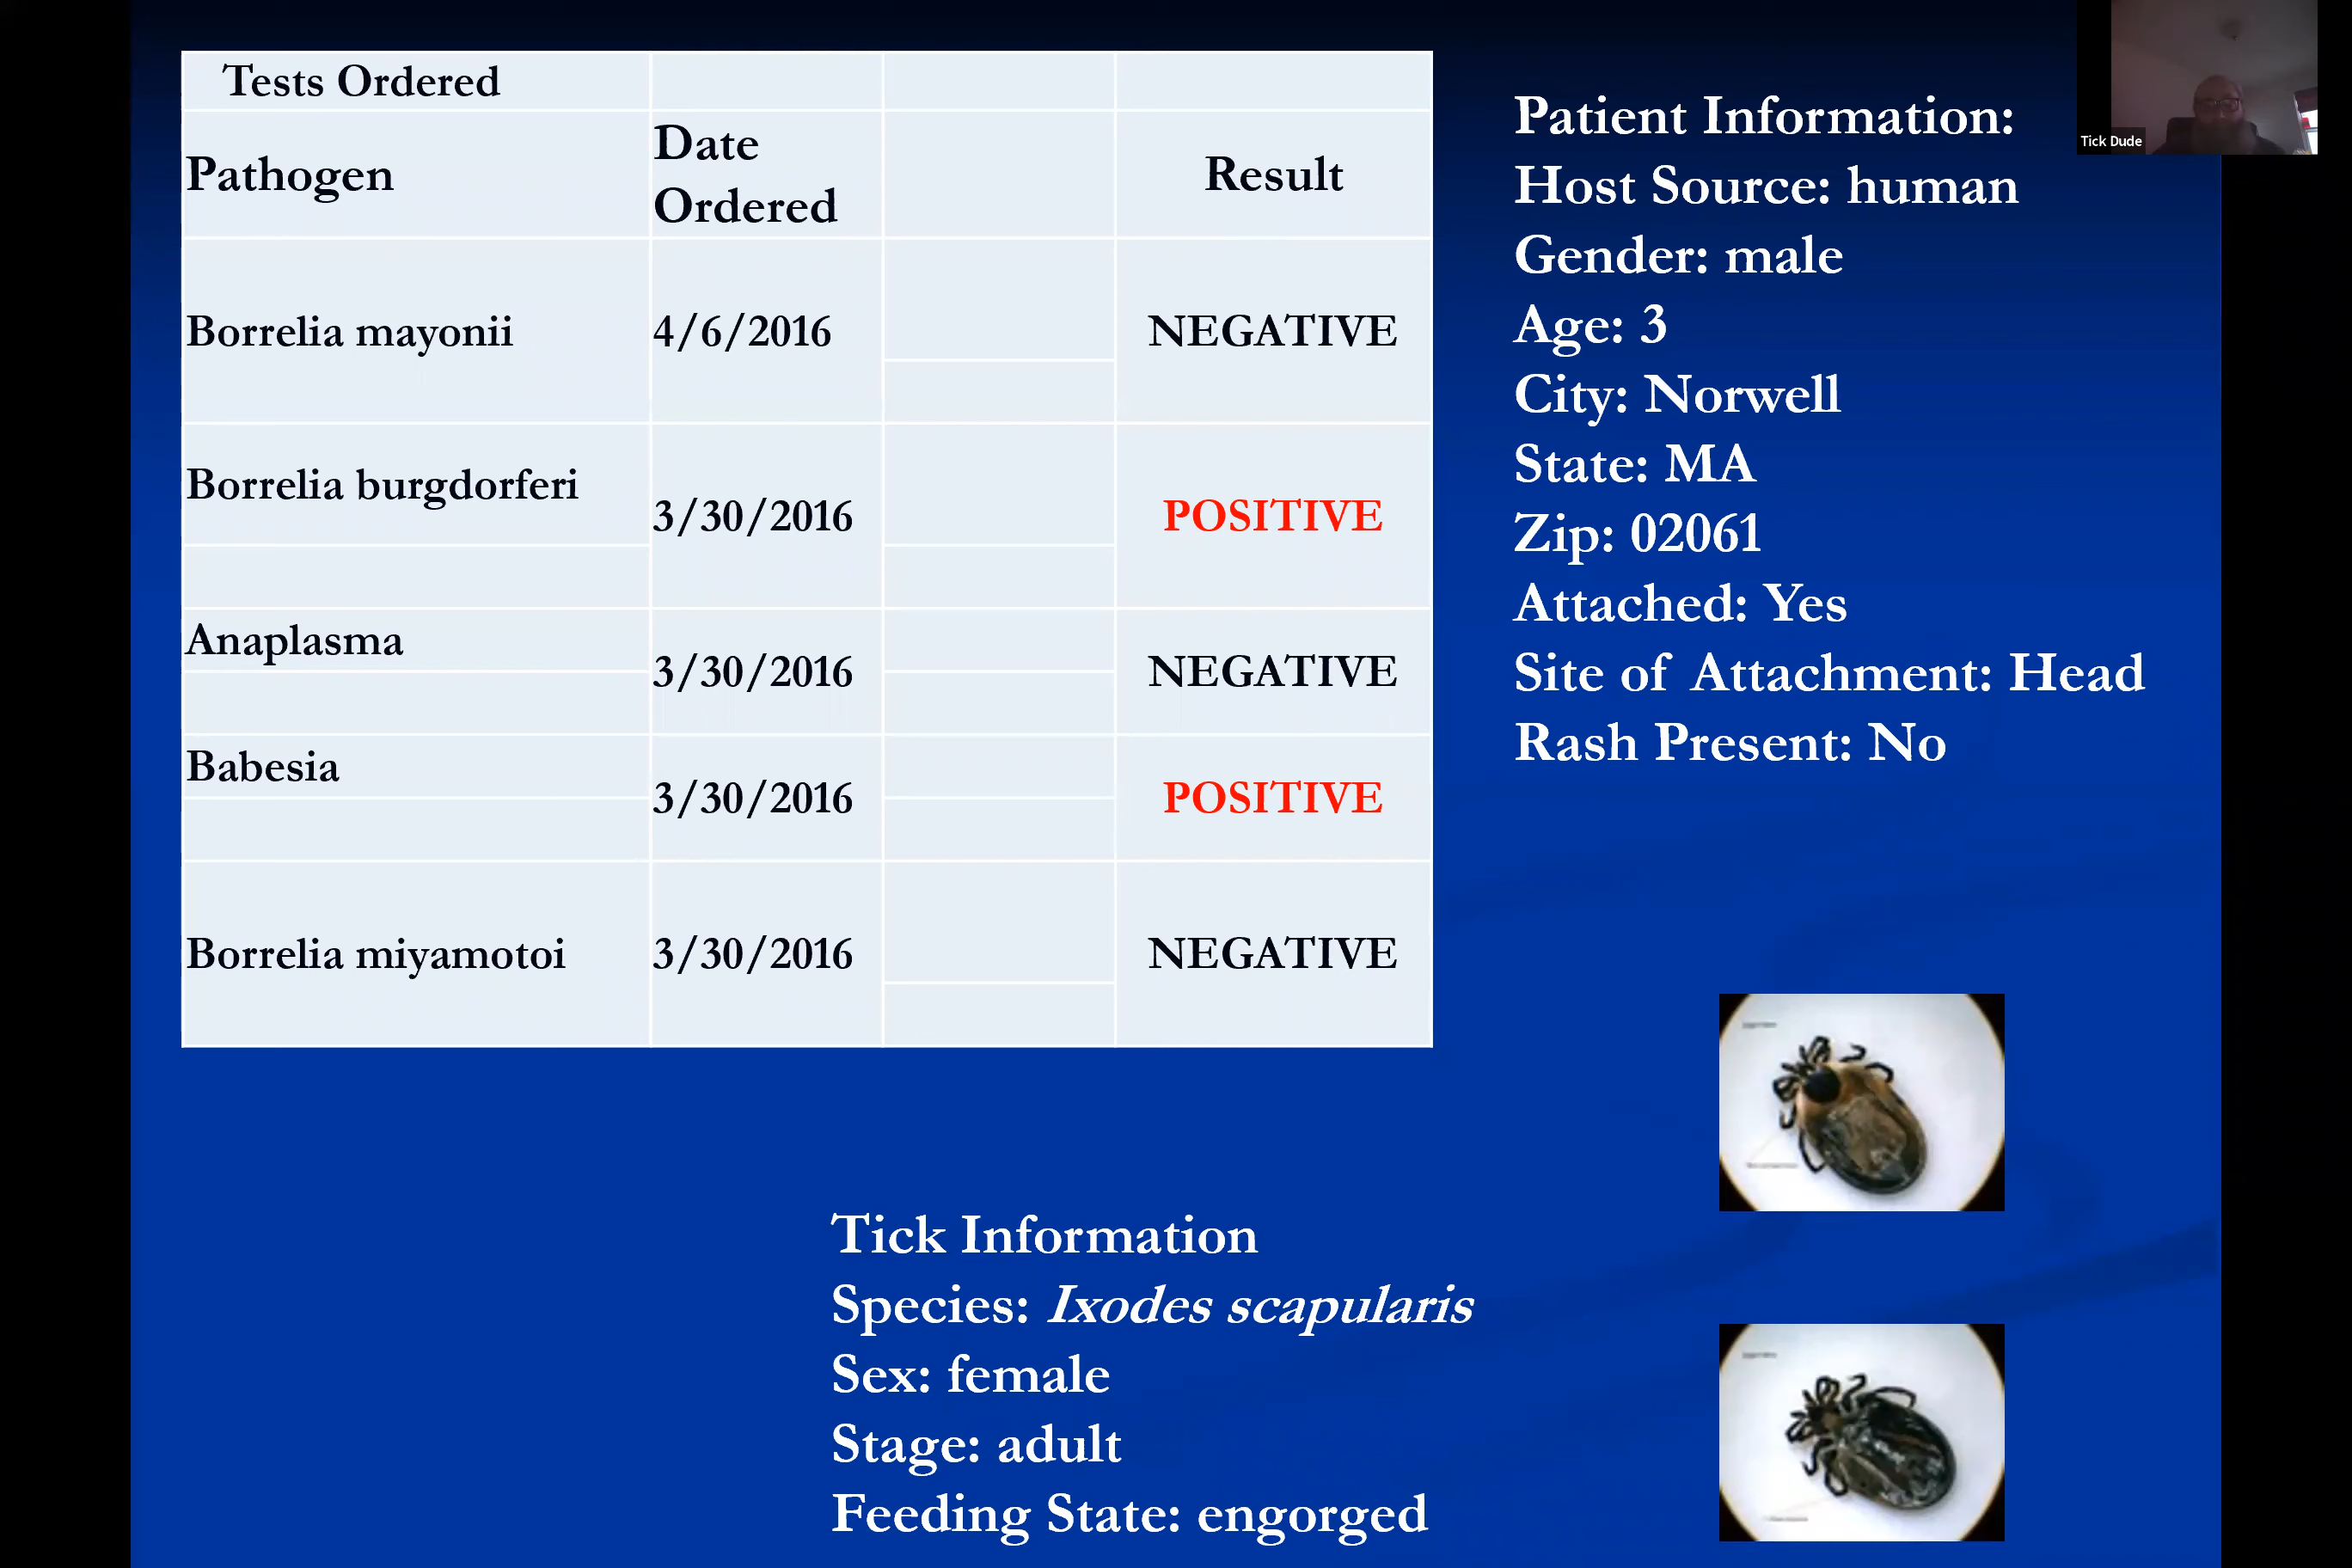 Tests Ordered
Pathogen
Date
Ordered
Result
Borrelia mayonii 4/6/2016 NEGATIVE
Borrelia burgdorferi 3/30/2016 POSITIVE
Anaplasma 3/30/2016 NEGATIVE
Babesia 3/30/2016 POSITIVE
Borrelia miyamotoi 3/30/2016 NEGATIVE
Patient Information:
Host Source: human
Gender: male
Age: 3
City: Norwell
State: MA
Zip: 02061
Attached: Yes
Site of Attachment: Head
Rash Present: No
Tick Dude
Tick Information
Species: Ixodes scapularis
Sex: female
Stage: adult
Feeding State: engorged